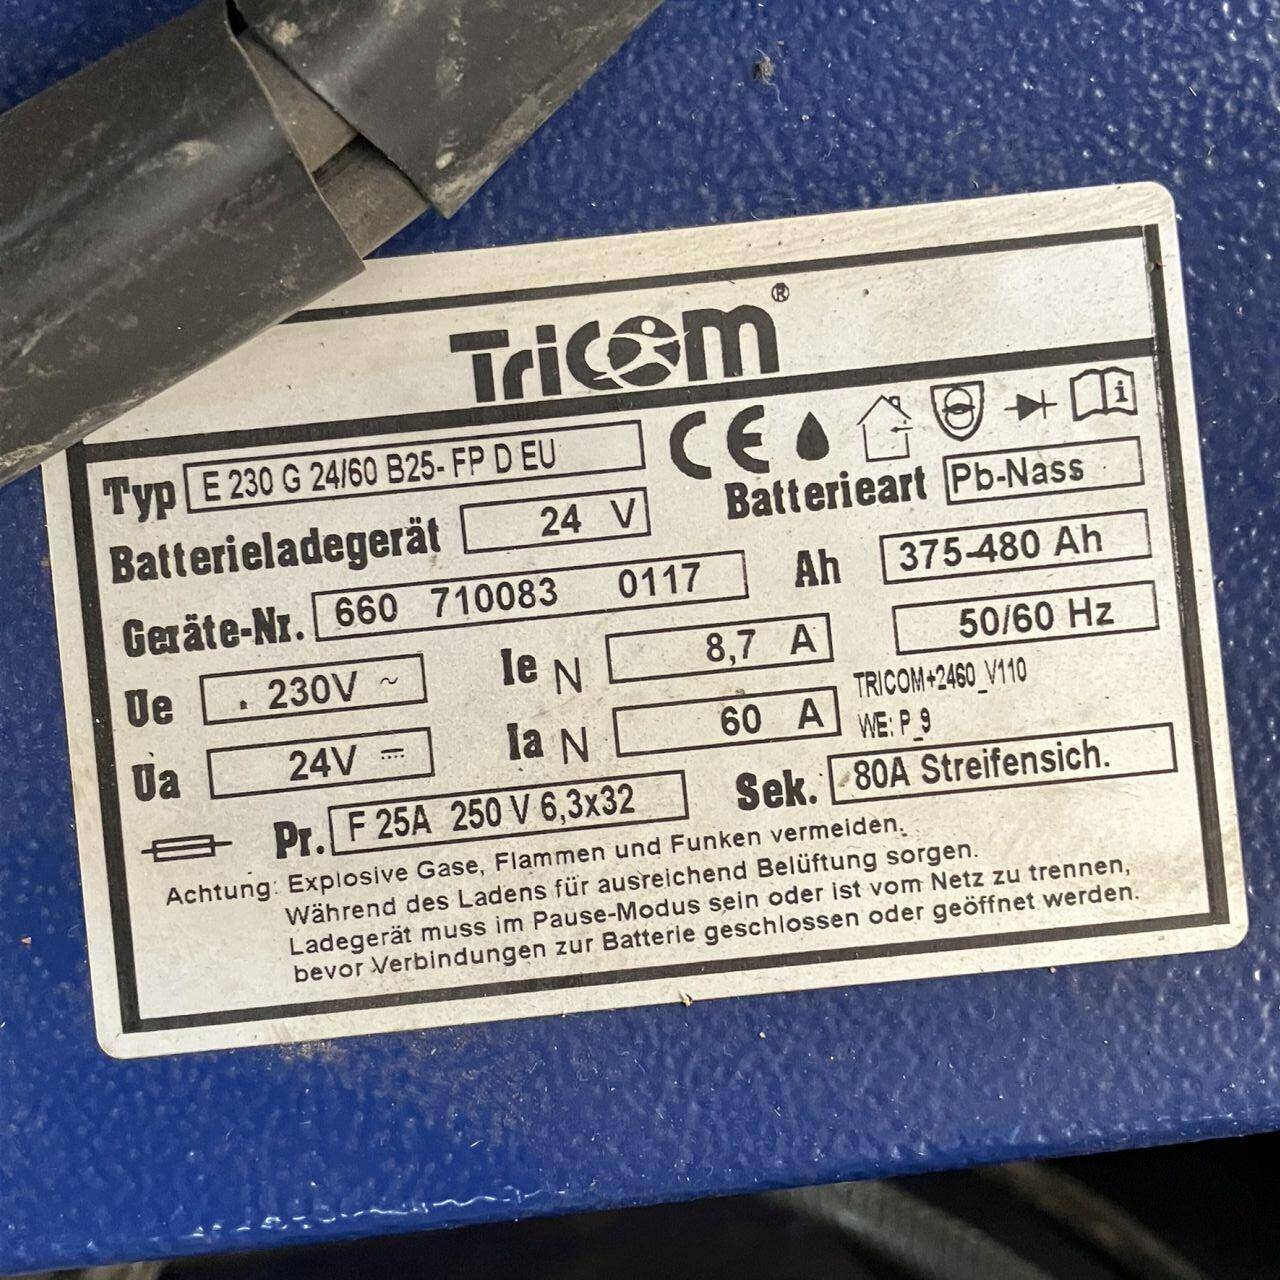 Tricom®
Typ E 230 G 24/60 B25- FP D EU CE
Batterieladegerät 24 V Batterieart Pb-Nass
Geräte-Nr. 660 710083 0117 Ah 375-480 Ah
Ue 230V ~ Ie N 8,7 A 50/60 Hz
TRICOM+2460_V110
Ua 24V ⎓ Ia N 60 A WE: P_9
Pr. F 25A 250 V 6,3x32 Sek. 80A Streifensich.
Achtung: Explosive Gase, Flammen und Funken vermeiden.
Während des Ladens für ausreichend Belüftung sorgen.
Ladegerät muss im Pause-Modus sein oder ist vom Netz zu trennen,
bevor Verbindungen zur Batterie geschlossen oder geöffnet werden.